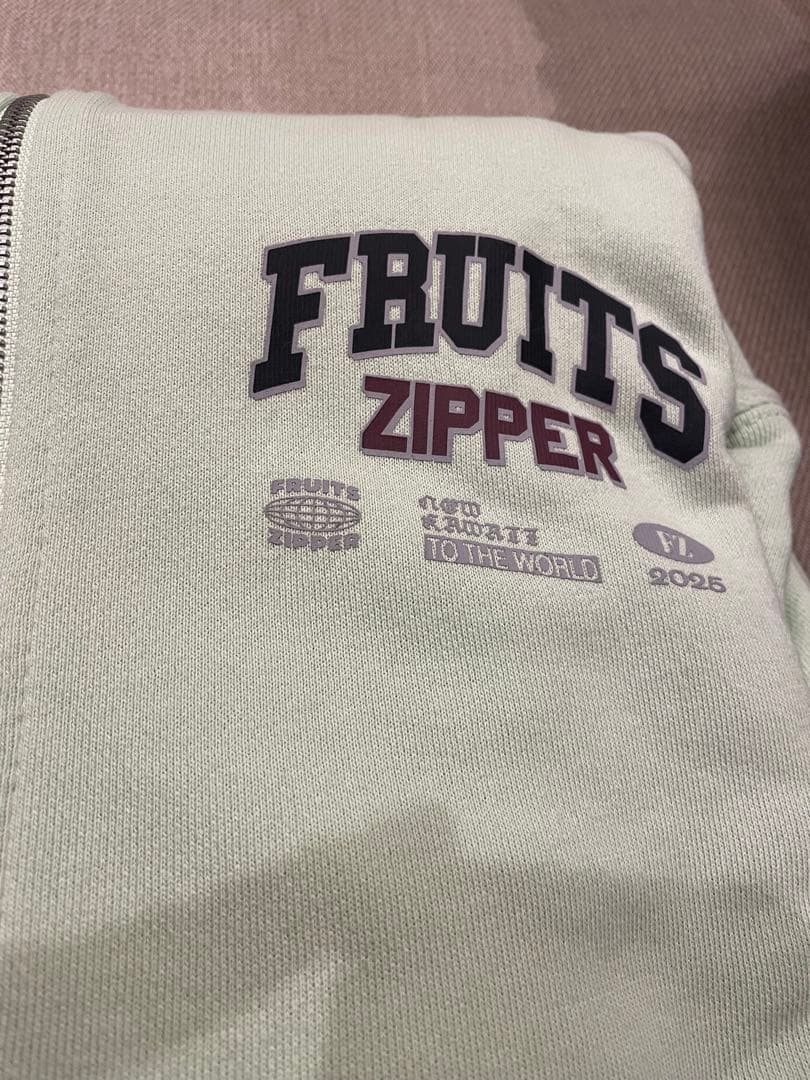 FRUITS
ZIPPER
FRUITS
ZIPPER
NEW
KAWAII
TO THE WORLD
FZ
2025